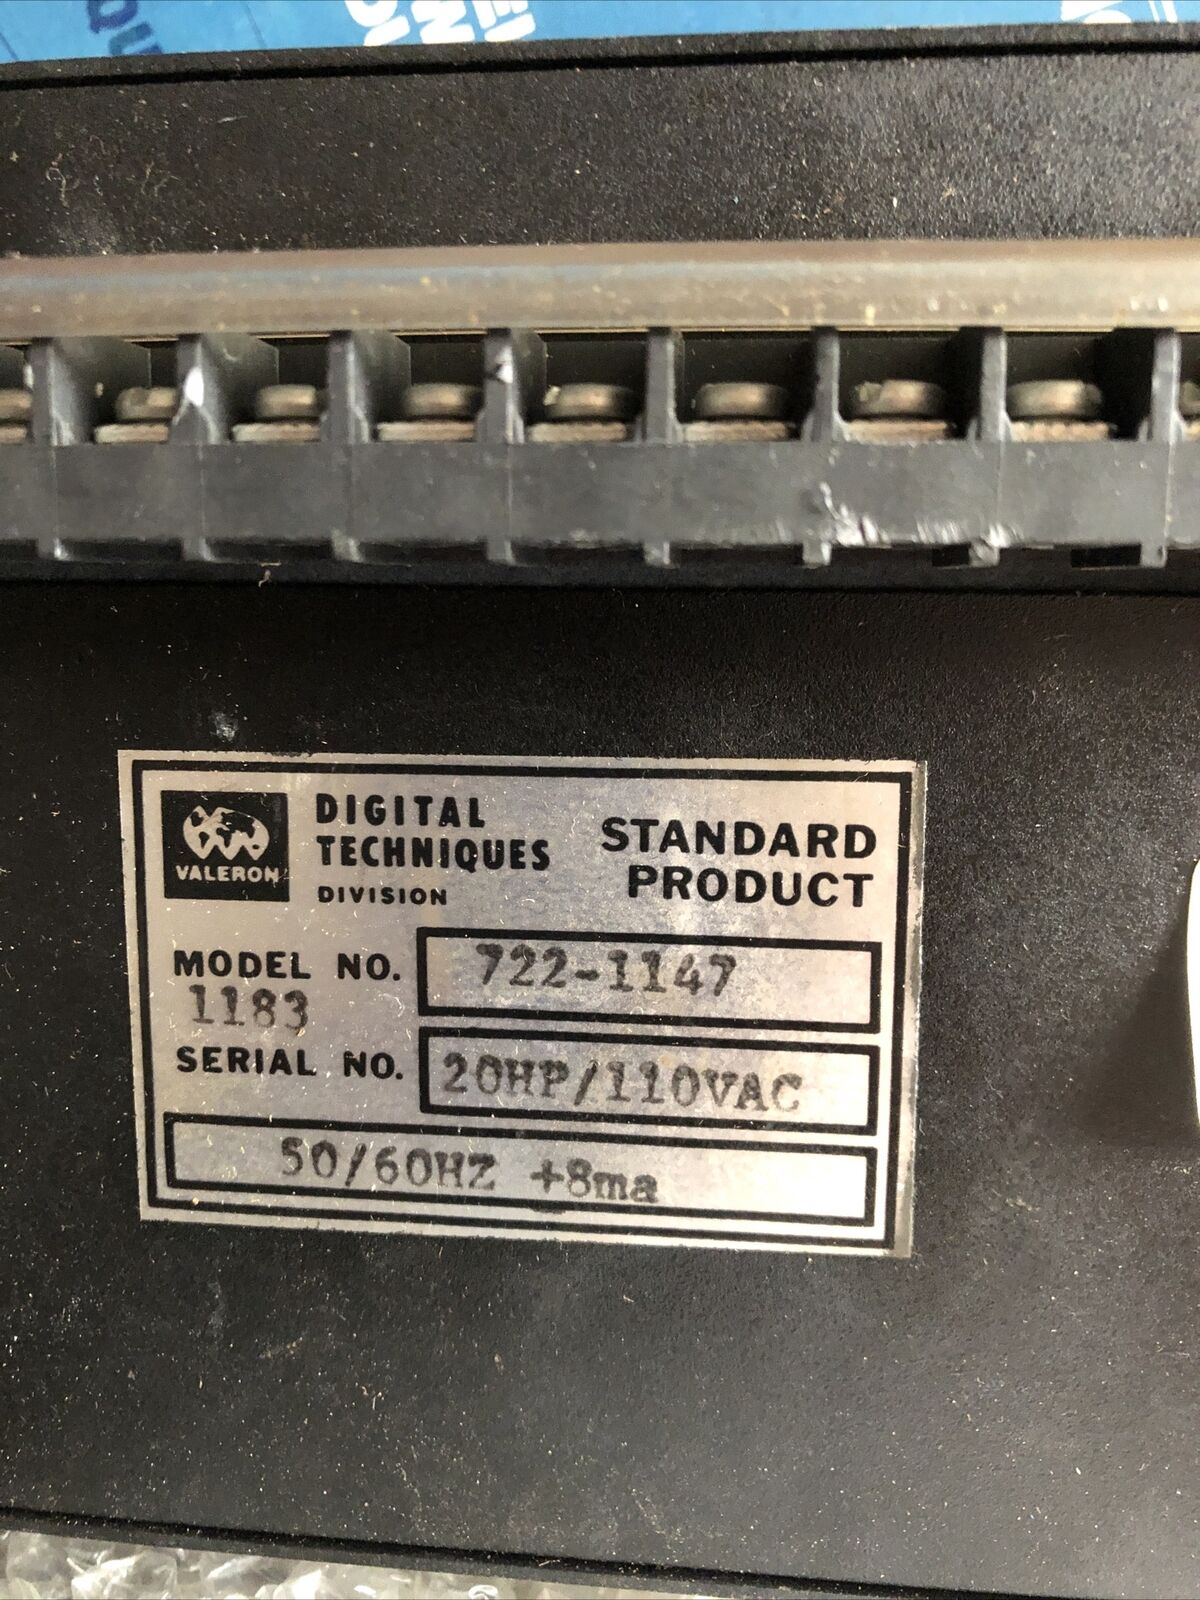 VALERON
DIGITAL
TECHNIQUES
DIVISION
STANDARD
PRODUCT
MODEL NO. 722-1147
1183
SERIAL NO. 20HP/110VAC
50/60HZ +8ma